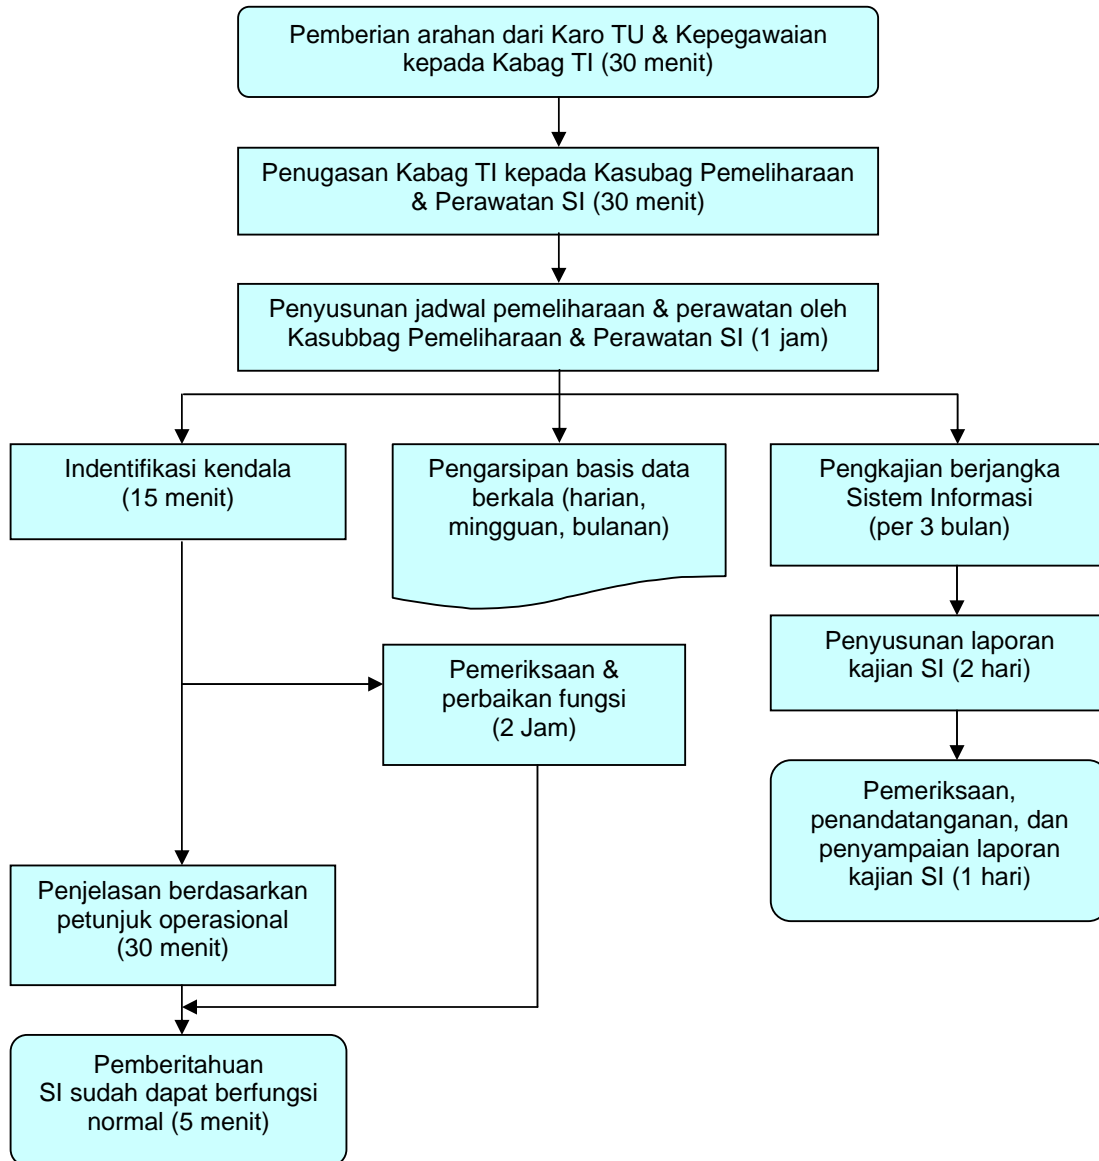 Pemberian arahan dari Karo TU & Kepegawaian
kepada Kabag TI (30 menit)
Penugasan Kabag TI kepada Kasubag Pemeliharaan
& Perawatan SI (30 menit)
Penyusunan jadwal pemeliharaan & perawatan oleh
Kasubbag Pemeliharaan & Perawatan SI (1 jam)
Indentifikasi kendala
(15 menit)
Pengarsipan basis data
berkala (harian,
mingguan, bulanan)
Pengkajian berjangka
Sistem Informasi
(per 3 bulan)
Pemeriksaan &
perbaikan fungsi
(2 Jam)
Penyusunan laporan
kajian SI (2 hari)
Pemeriksaan,
penandatanganan, dan
penyampaian laporan
kajian SI (1 hari)
Penjelasan berdasarkan
petunjuk operasional
(30 menit)
Pemberitahuan
SI sudah dapat berfungsi
normal (5 menit)